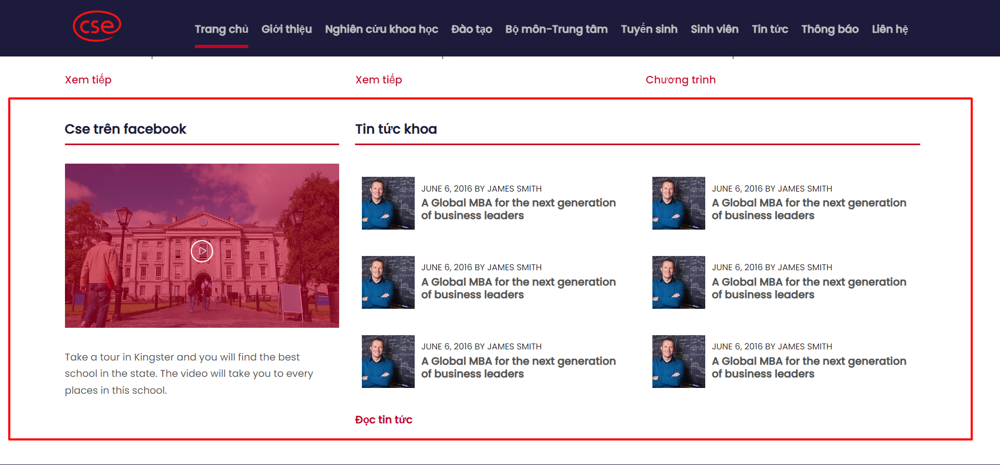 cse
Trang chủ Giới thiệu Nghiên cứu khoa học Đào tạo Bộ môn-Trung tâm Tuyển sinh Sinh viên Tin tức Thông báo Liên hệ
Xem tiếp
Xem tiếp
Chương trình
Cse trên facebook
Take a tour in Kingster and you will find the best
school in the state. The video will take you to every
places in this school.
Tin tức khoa
JUNE 6, 2016 BY JAMES SMITH
A Global MBA for the next generation
of business leaders
JUNE 6, 2016 BY JAMES SMITH
A Global MBA for the next generation
of business leaders
JUNE 6, 2016 BY JAMES SMITH
A Global MBA for the next generation
of business leaders
JUNE 6, 2016 BY JAMES SMITH
A Global MBA for the next generation
of business leaders
JUNE 6, 2016 BY JAMES SMITH
A Global MBA for the next generation
of business leaders
JUNE 6, 2016 BY JAMES SMITH
A Global MBA for the next generation
of business leaders
Đọc tin tức